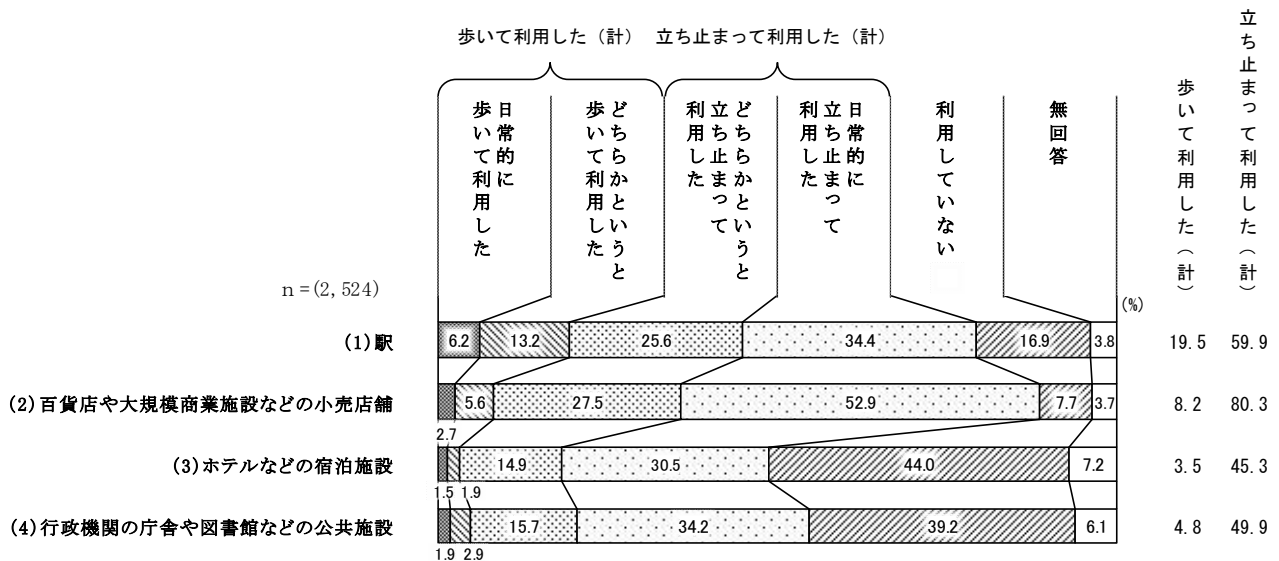 歩いて利用した（計）　立ち止まって利用した（計）
日常的に
歩いて利用した
どちらかというと
歩いて利用した
どちらかというと
立ち止まって
利用した
日常的に
立ち止まって
利用した
利用していない
無回答
歩いて利用した（計）
立ち止まって利用した（計）
n=(2,524)
(%)
(1)駅 6.2 13.2 25.6 34.4 16.9 3.8 19.5 59.9
(2)百貨店や大規模商業施設などの小売店舗 5.6 27.5 52.9 7.7 3.7 8.2 80.3
2.7
(3)ホテルなどの宿泊施設 14.9 30.5 44.0 7.2 3.5 45.3
1.5 1.9
(4)行政機関の庁舎や図書館などの公共施設 15.7 34.2 39.2 6.1 4.8 49.9
1.9 2.9